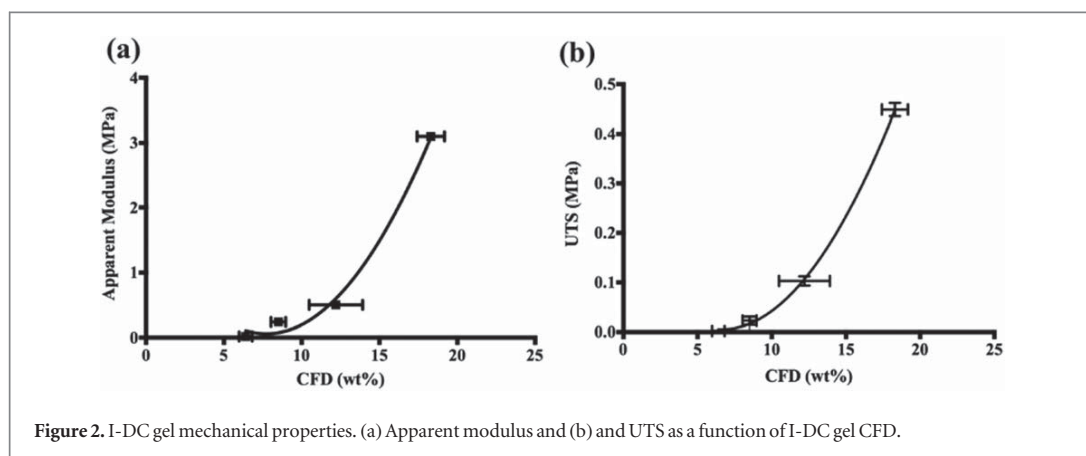 (a)
Apparent Modulus (MPa)
4
3
2
1
0
0 5 10 15 20 25
CFD (wt%)
(b)
UTS (MPa)
0.5
0.4
0.3
0.2
0.1
0.0
0 5 10 15 20 25
CFD (wt%)
Figure 2. I-DC gel mechanical properties. (a) Apparent modulus and (b) and UTS as a function of I-DC gel CFD.